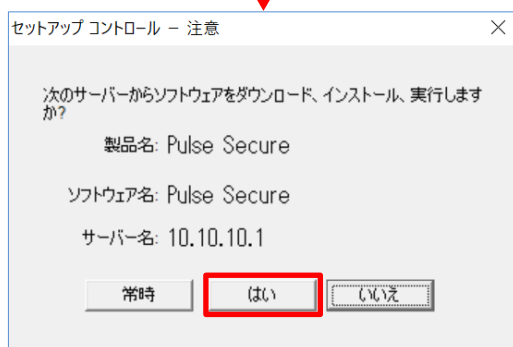 セットアップ コントロール － 注意
次のサーバーからソフトウェアをダウンロード、インストール、実行します
か?
製品名: Pulse Secure
ソフトウェア名: Pulse Secure
サーバー名: 10.10.10.1
常時 はい いいえ